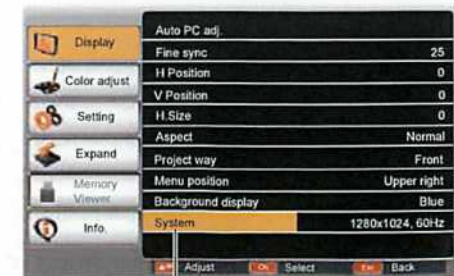 Display
Color adjust
Setting
Expand
Memory
Viewer
Info.
Auto PC adj.
Fine sync 25
H Position 0
V Position 0
H.Size 0
Aspect Normal
Project way Front
Menu position Upper right
Background display Blue
System 1280x1024, 60Hz
Adjust Select Back